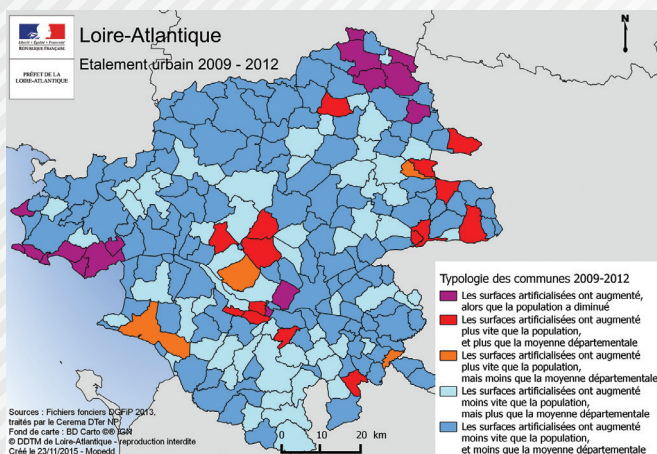 Liberté • Égalité • Fraternité
RÉPUBLIQUE FRANÇAISE
PRÉFET DE LA
LOIRE-ATLANTIQUE
Loire-Atlantique
Etalement urbain 2009 - 2012
N
Typologie des communes 2009-2012
Les surfaces artificialisées ont augmenté,
alors que la population a diminué
Les surfaces artificialisées ont augmenté
plus vite que la population,
et plus que la moyenne départementale
Les surfaces artificialisées ont augmenté
plus vite que la population,
mais moins que la moyenne départementale
Les surfaces artificialisées ont augmenté
moins vite que la population,
mais plus que la moyenne départementale
Les surfaces artificialisées ont augmenté
moins vite que la population,
et moins que la moyenne départementale
Sources : Fichiers fonciers DGFiP 2013,
traités par le Cerema DTer NP
Fond de carte : BD Carto ©® IGN
© DDTM de Loire-Atlantique - reproduction interdite
Créé le 23/11/2015 - Mopedd
0 10 20 km